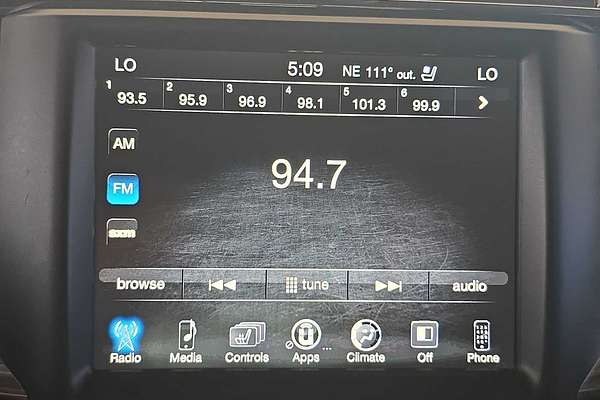 LO 5:09 NE 111° out. LO
1 93.5 2 95.9 3 96.9 4 98.1 5 101.3 6 99.9
AM
94.7
FM
browse tune audio
Radio Media Controls Apps ... Climate Off Phone